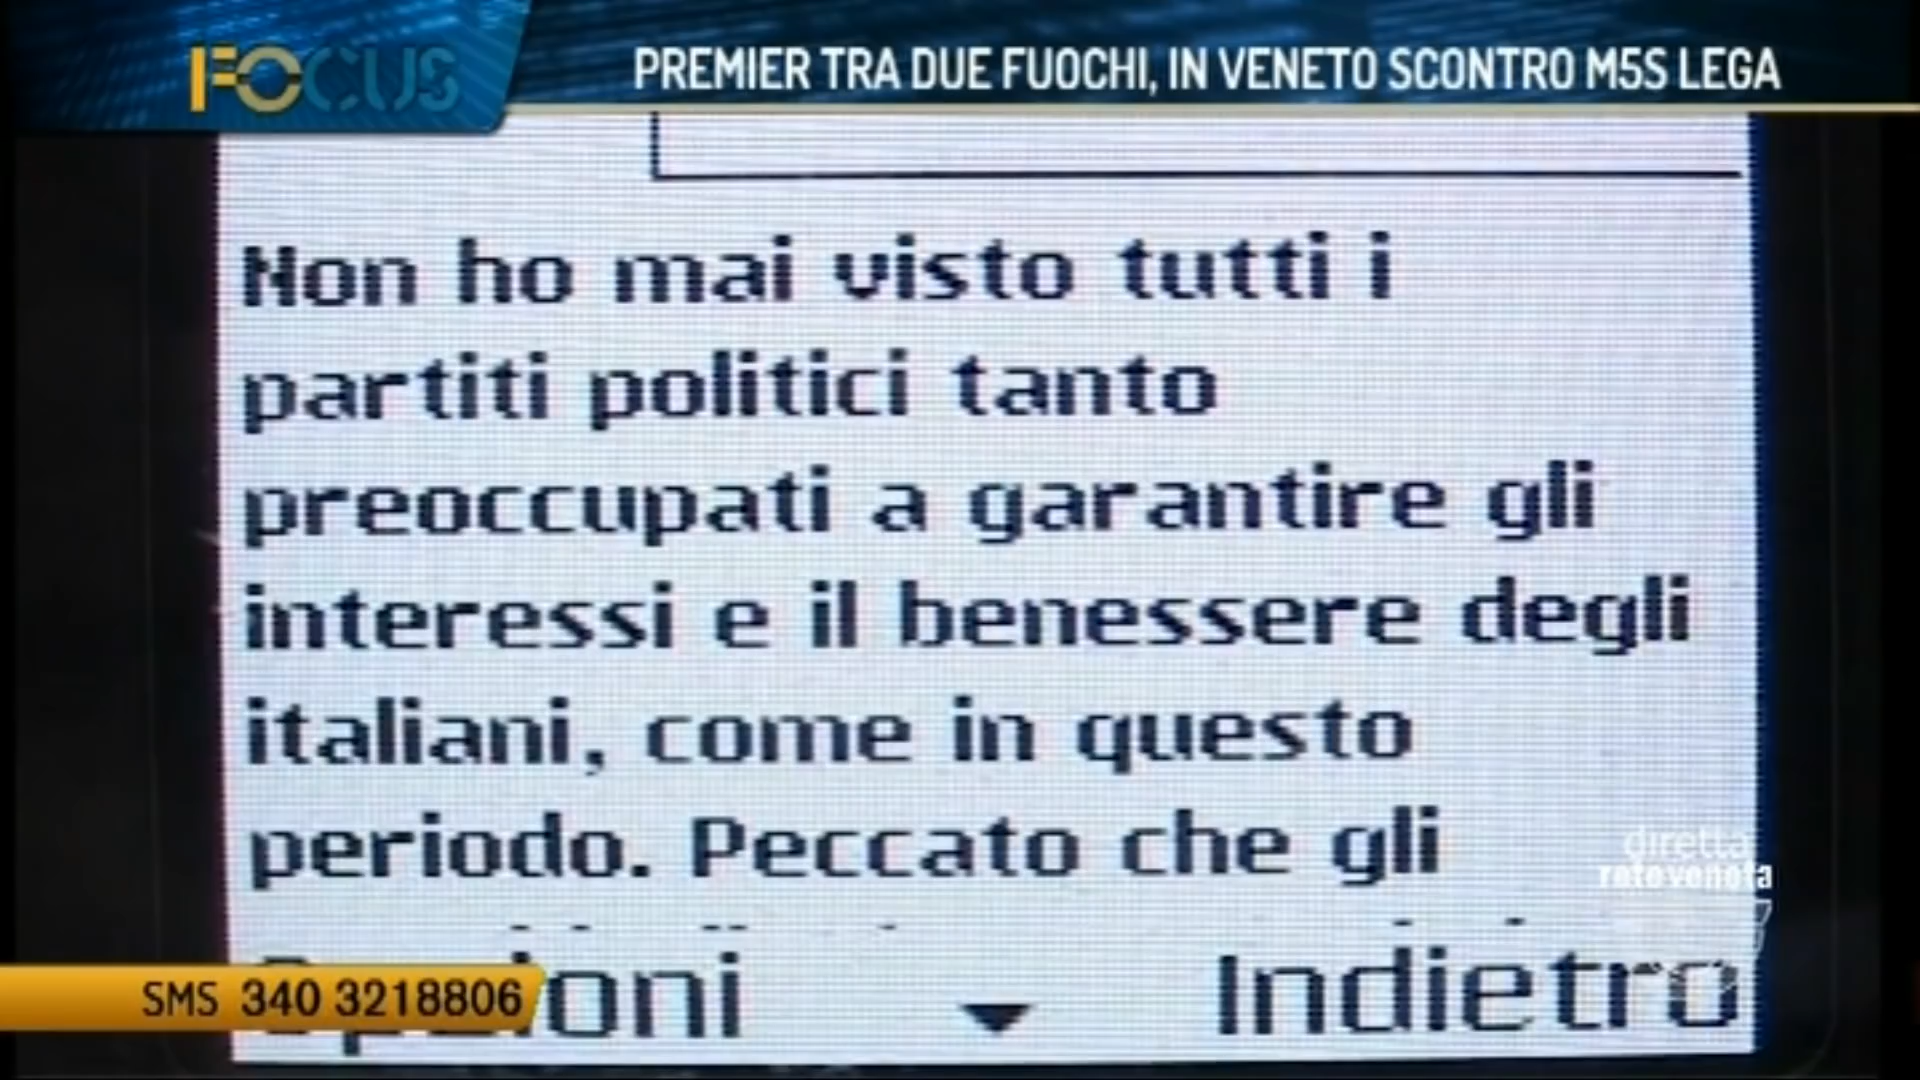 FOCUS
PREMIER TRA DUE FUOCHI, IN VENETO SCONTRO M5S LEGA
Non ho mai visto tutti i
partiti politici tanto
preoccupati a garantire gli
interessi e il benessere degli
italiani, come in questo
periodo. Peccato che gli
diretta
reteveneta
Opzioni
Indietro
SMS 340 3218806